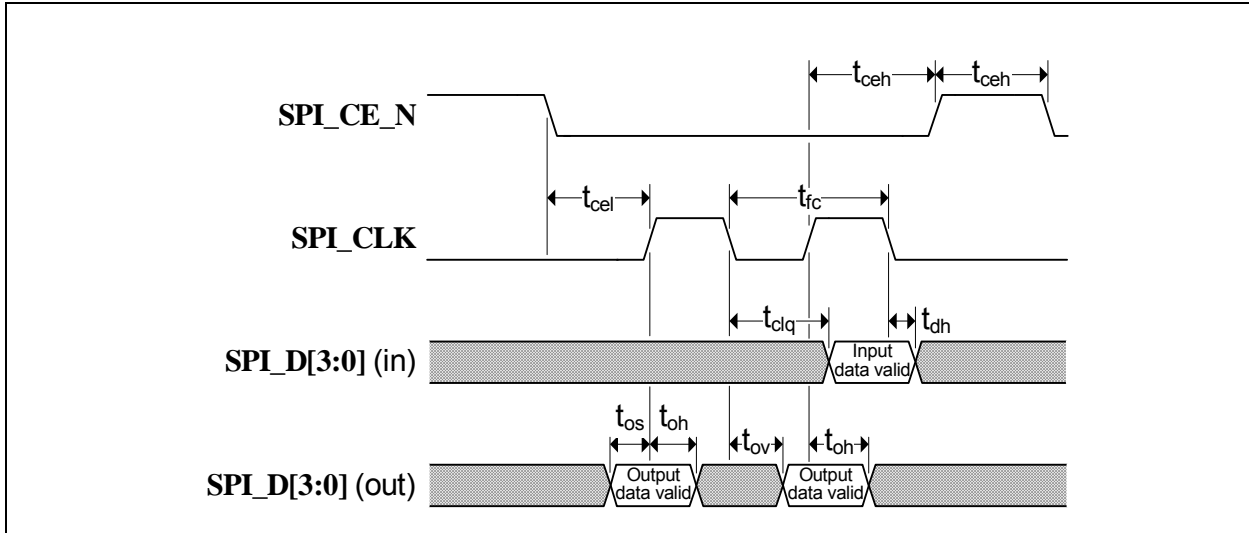 t_ceh t_ceh
SPI_CE_N
t_cel t_fc
SPI_CLK
t_clq t_dh
SPI_D[3:0] (in)
Input
data valid
t_os t_oh t_ov t_oh
SPI_D[3:0] (out)
Output
data valid
Output
data valid